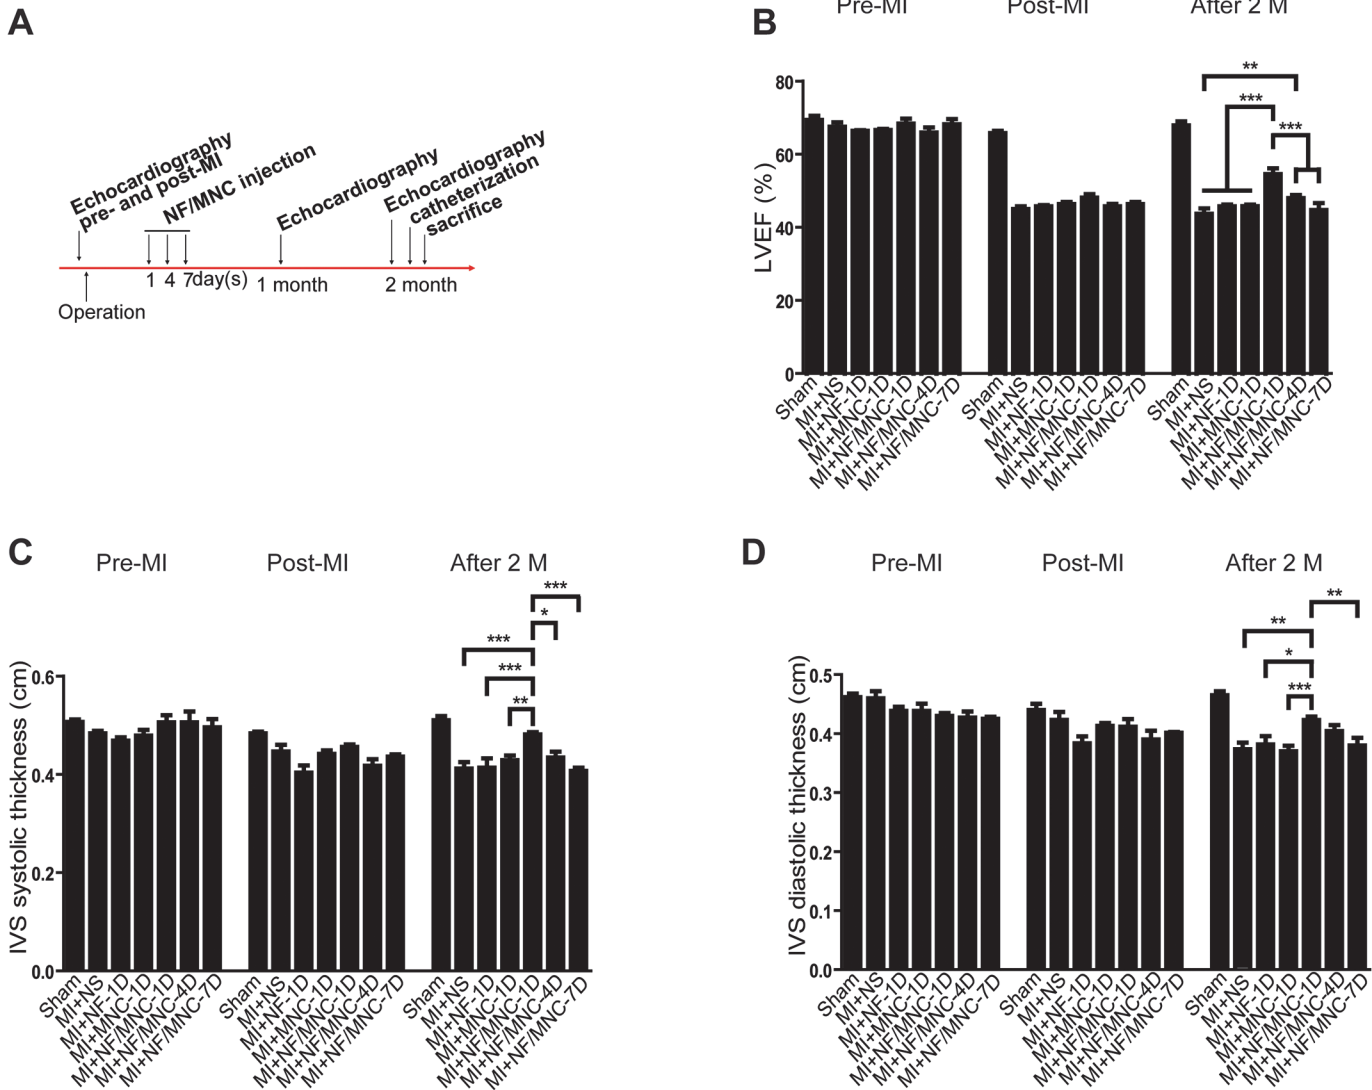 A
Echocardiography
pre- and post-MI
NF/MNC injection
Echocardiography
Echocardiography
catheterization
sacrifice
1 4 7day(s) 1 month 2 month
Operation
B
Pre-MI Post-MI After 2 M
** 
***
***
LVEF (%)
80
60
40
20
0
Sham
MI+NS
MI+NF-1D
MI+MNC-1D
MI+NF/MNC-1D
MI+NF/MNC-4D
MI+NF/MNC-7D
Sham
MI+NS
MI+NF-1D
MI+MNC-1D
MI+NF/MNC-1D
MI+NF/MNC-4D
MI+NF/MNC-7D
Sham
MI+NS
MI+NF-1D
MI+MNC-1D
MI+NF/MNC-1D
MI+NF/MNC-4D
MI+NF/MNC-7D
C
Pre-MI Post-MI After 2 M
***
*
***
***
**
IVS systolic thickness (cm)
0.6
0.4
0.2
0.0
Sham
MI+NS
MI+NF-1D
MI+MNC-1D
MI+NF/MNC-1D
MI+NF/MNC-4D
MI+NF/MNC-7D
Sham
MI+NS
MI+NF-1D
MI+MNC-1D
MI+NF/MNC-1D
MI+NF/MNC-4D
MI+NF/MNC-7D
Sham
MI+NS
MI+NF-1D
MI+MNC-1D
MI+NF/MNC-1D
MI+NF/MNC-4D
MI+NF/MNC-7D
D
Pre-MI Post-MI After 2 M
**
**
*
***
IVS diastolic thickness (cm)
0.5
0.4
0.3
0.2
0.1
0.0
Sham
MI+NS
MI+NF-1D
MI+MNC-1D
MI+NF/MNC-1D
MI+NF/MNC-4D
MI+NF/MNC-7D
Sham
MI+NS
MI+NF-1D
MI+MNC-1D
MI+NF/MNC-1D
MI+NF/MNC-4D
MI+NF/MNC-7D
Sham
MI+NS
MI+NF-1D
MI+MNC-1D
MI+NF/MNC-1D
MI+NF/MNC-4D
MI+NF/MNC-7D